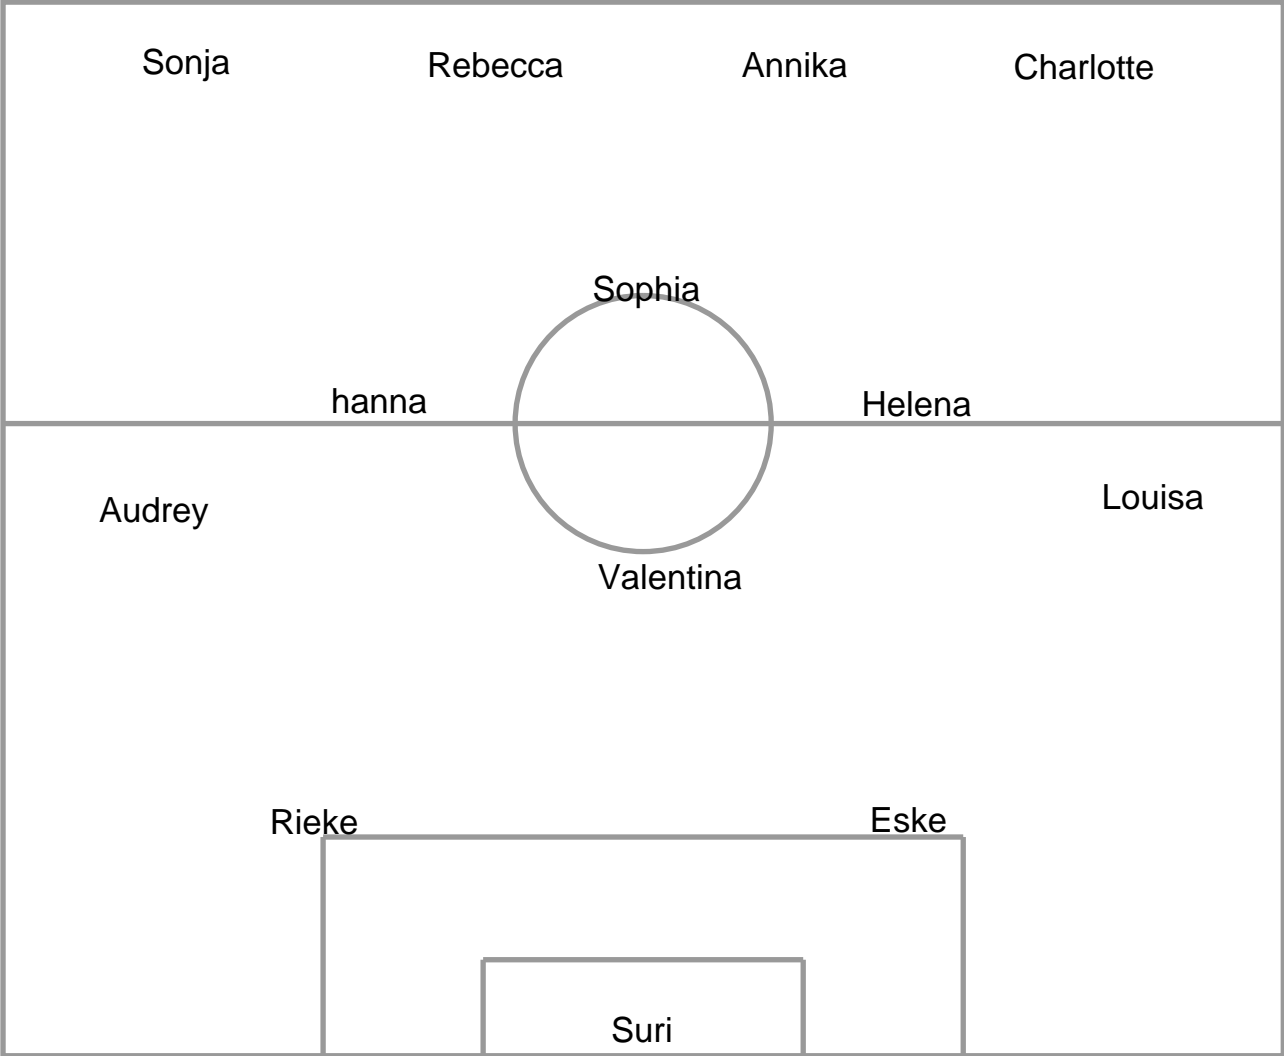 Sonja Rebecca Annika Charlotte
Sophia
hanna Helena
Audrey Louisa
Valentina
Rieke Eske
Suri